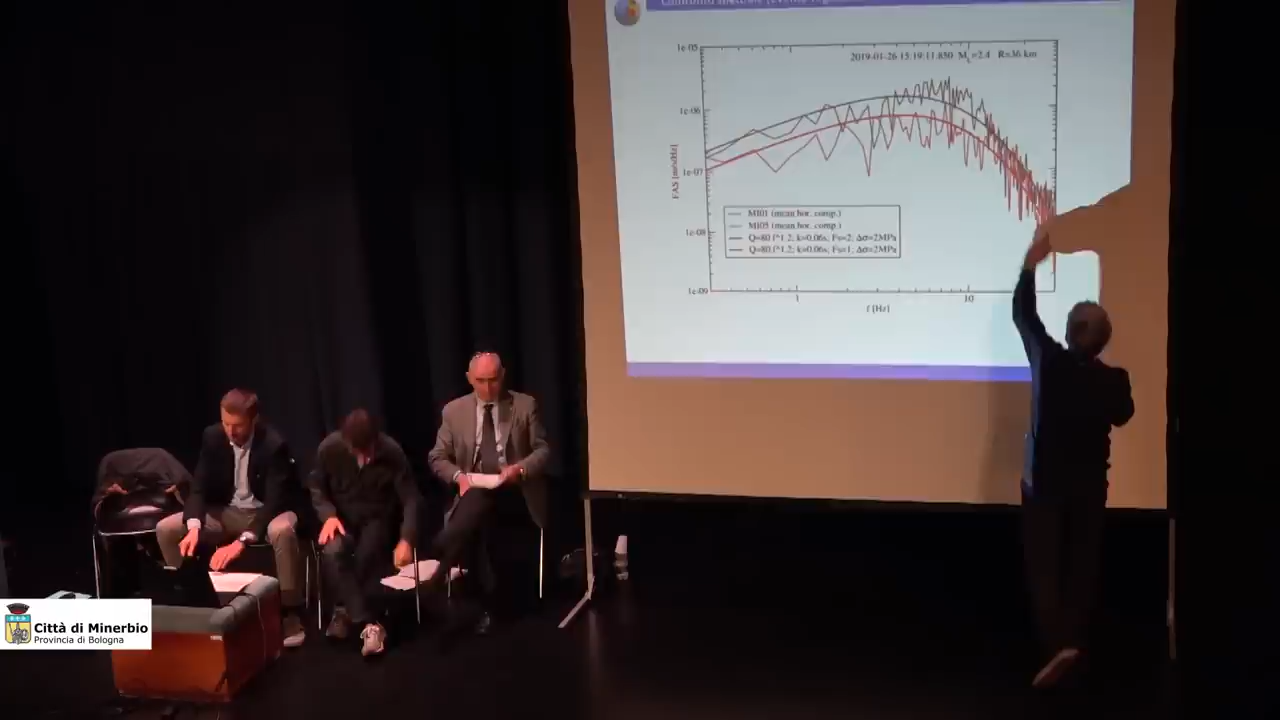 Confronto spettrale
1e-05
2019-01-26 15:19:11.850 ML=2.4 R=36 km
1e-06
FAS [m/s/Hz]
1e-07
MI01 (mean hor. comp.)
MI05 (mean hor. comp.)
1e-08
Q=80 f^1.2; k=0.06s; Fs=2; Δσ=2MPa
Q=80 f^1.2; k=0.06s; Fs=1; Δσ=2MPa
1e-09
1
10
f [Hz]
Città di Minerbio
Provincia di Bologna